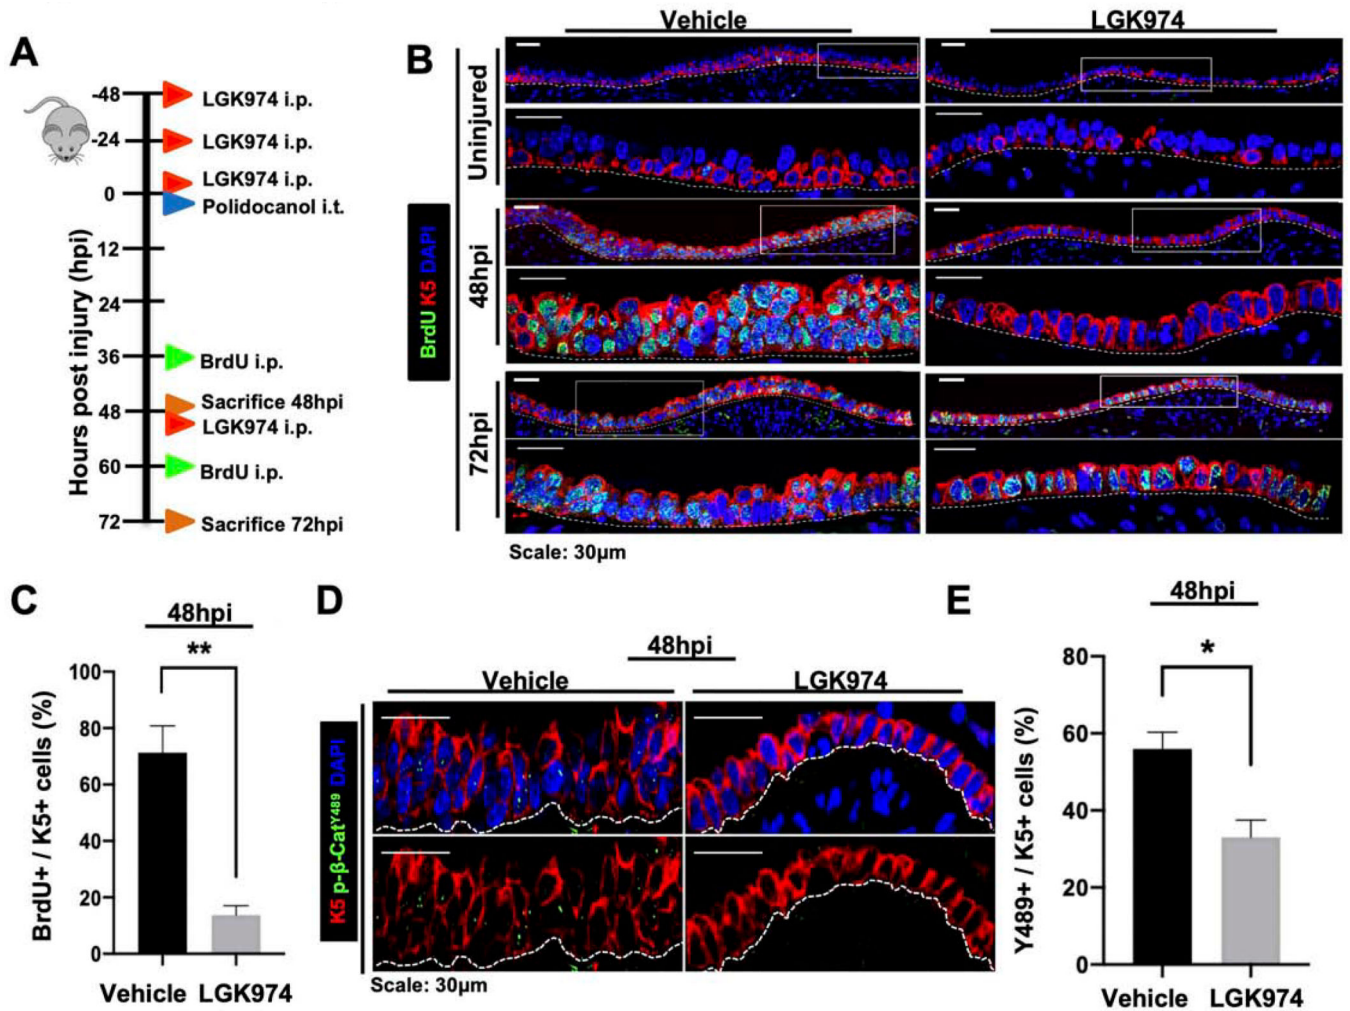 A
-48
LGK974 i.p.
-24
LGK974 i.p.
LGK974 i.p.
0
Polidocanol i.t.
12
24
36
BrdU i.p.
Sacrifice 48hpi
48
LGK974 i.p.
60
BrdU i.p.
72
Sacrifice 72hpi
Hours post injury (hpi)
B
Vehicle
LGK974
Uninjured
48hpi
72hpi
BrdU K5 DAPI
Scale: 30µm
C
48hpi
**
100
80
60
40
20
0
BrdU+ / K5+ cells (%)
Vehicle
LGK974
D
48hpi
Vehicle
LGK974
K5 p-β-CatY489 DAPI
Scale: 30µm
E
48hpi
*
80
60
40
20
0
Y489+ / K5+ cells (%)
Vehicle
LGK974